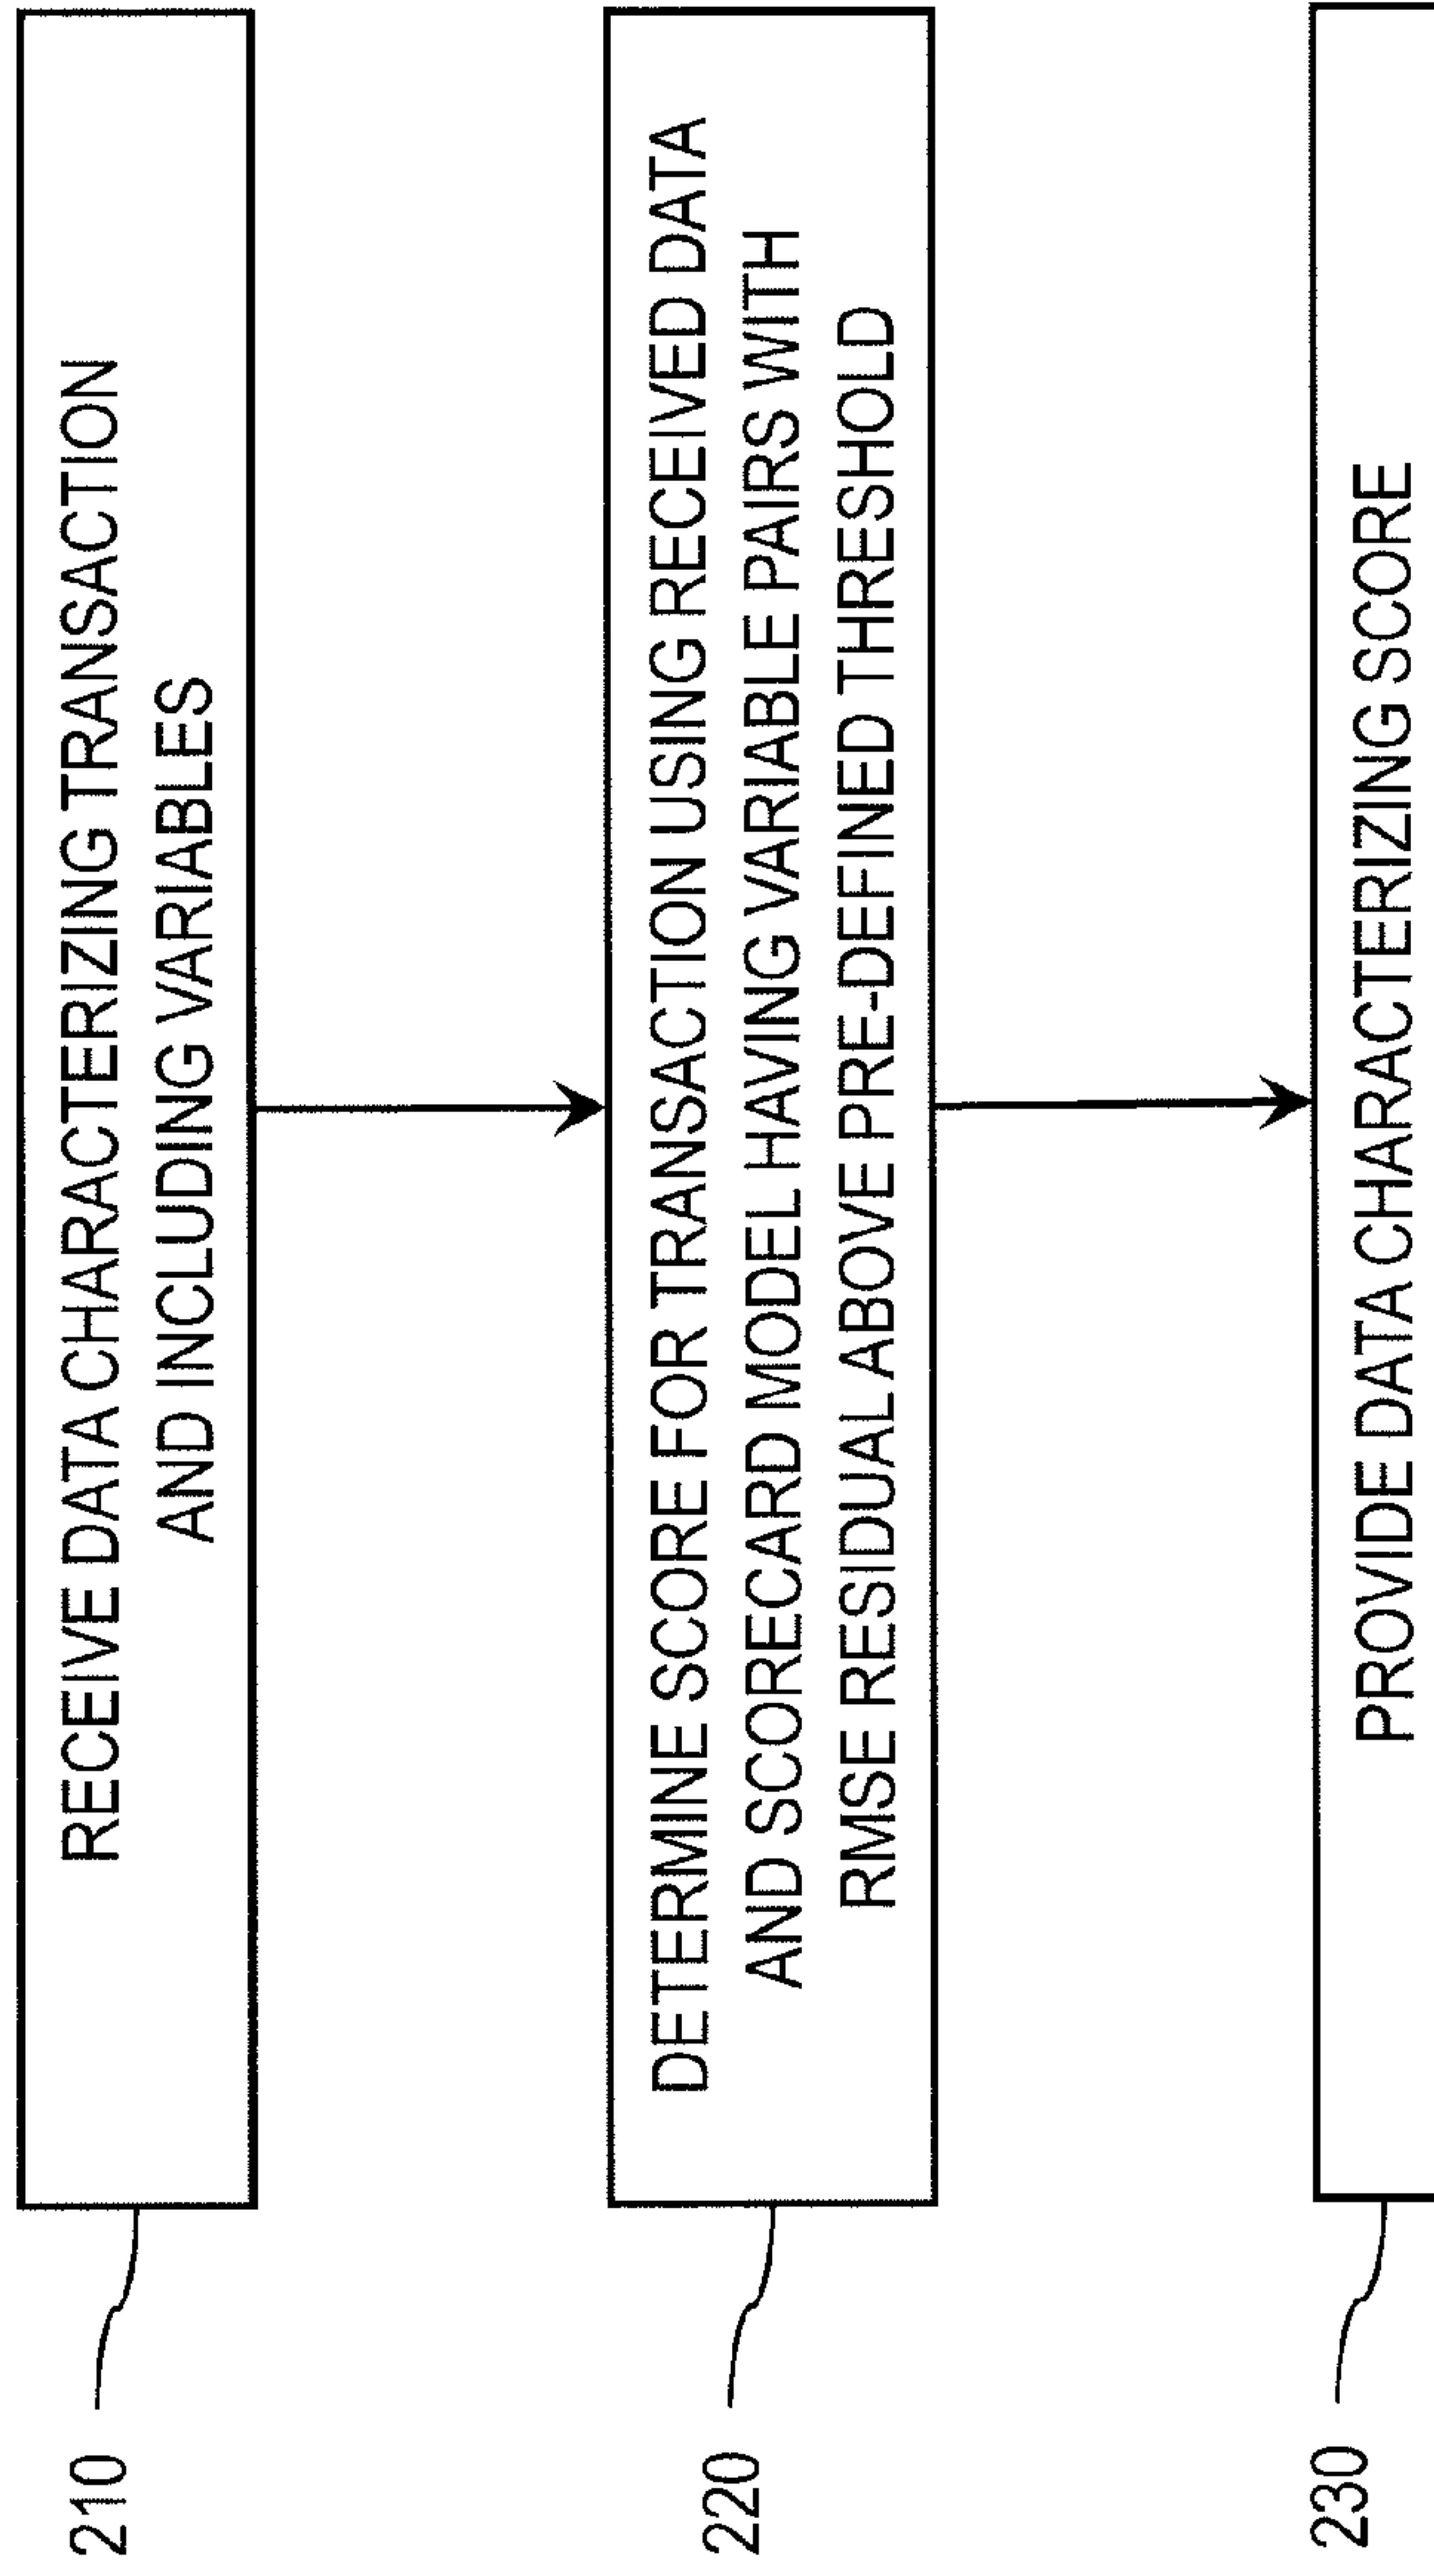 210
RECEIVE DATA CHARACTERIZING TRANSACTION
AND INCLUDING VARIABLES
220
DETERMINE SCORE FOR TRANSACTION USING RECEIVED DATA
AND SCORECARD MODEL HAVING VARIABLE PAIRS WITH
RMSE RESIDUAL ABOVE PRE-DEFINED THRESHOLD
230
PROVIDE DATA CHARACTERIZING SCORE